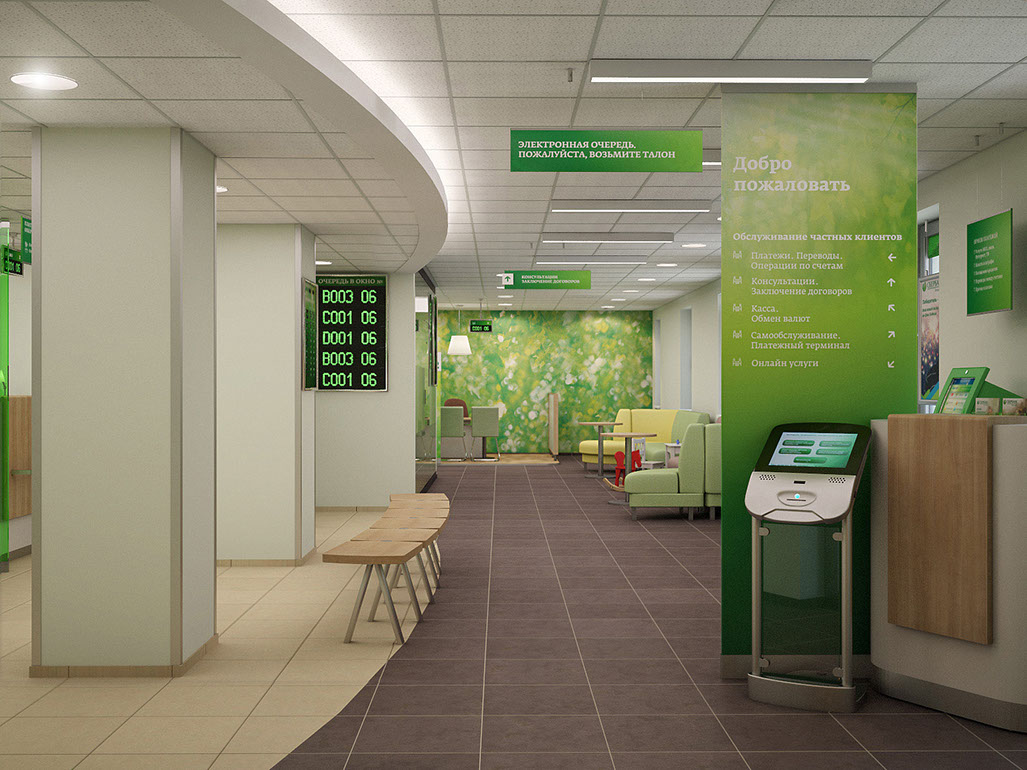 ЭЛЕКТРОННАЯ ОЧЕРЕДЬ.
ПОЖАЛУЙСТА, ВОЗЬМИТЕ ТАЛОН
КОНСУЛЬТАЦИИ
ЗАКЛЮЧЕНИЕ ДОГОВОРОВ
ОЧЕРЕДЬ В ОКНО №
B003 06
C001 06
D001 06
B003 06
C001 06
C001 06
Добро
пожаловать
Обслуживание частных клиентов
Платежи. Переводы.
Операции по счетам
Консультации.
Заключение договоров
Касса.
Обмен валют
Самообслуживание.
Платежный терминал
Онлайн услуги